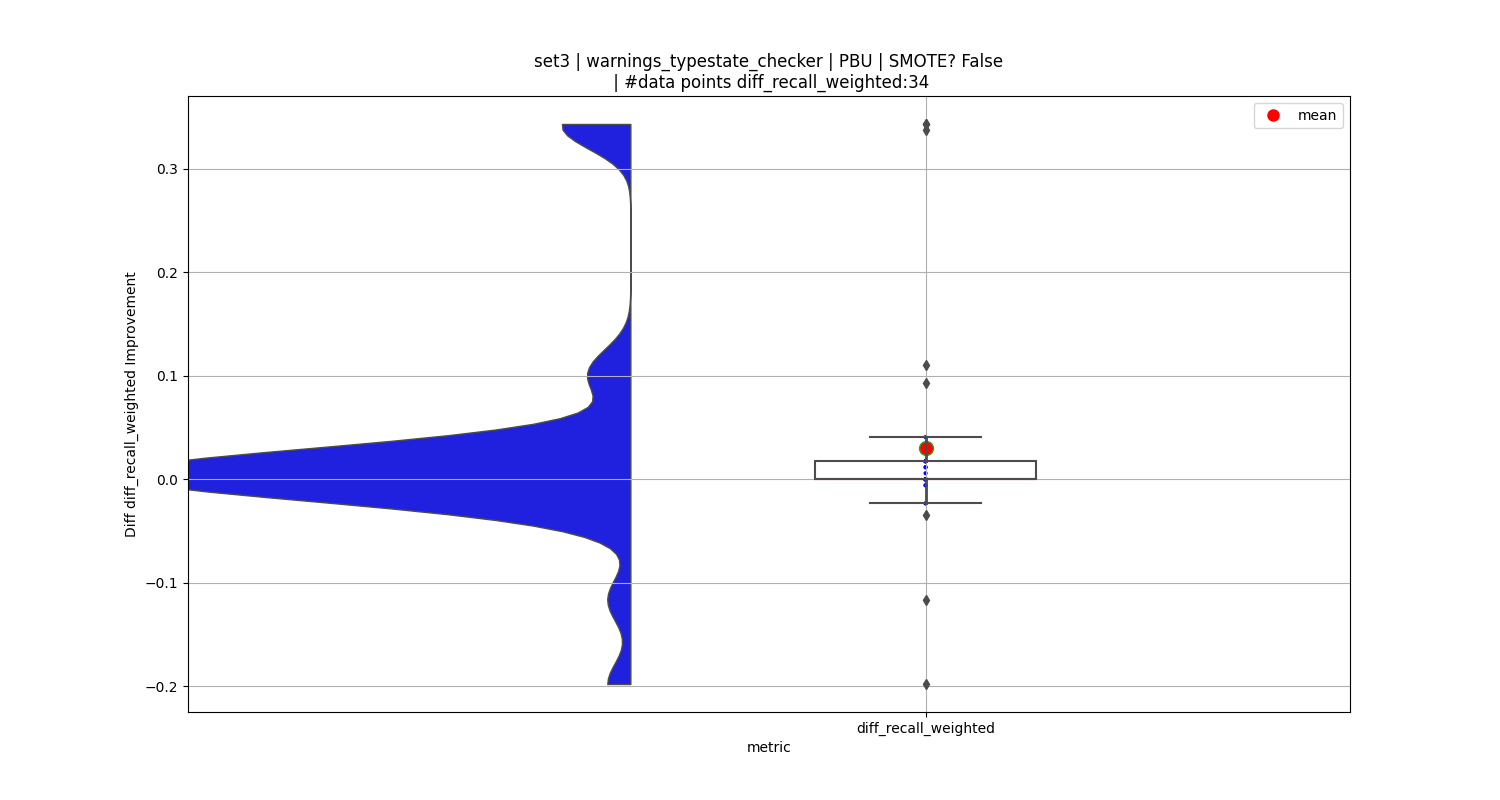 set3 | warnings_typestate_checker | PBU | SMOTE? False
| #data points diff_recall_weighted:34
mean
0.3
0.2
0.1
0.0
−0.1
−0.2
Diff diff_recall_weighted Improvement
diff_recall_weighted
metric